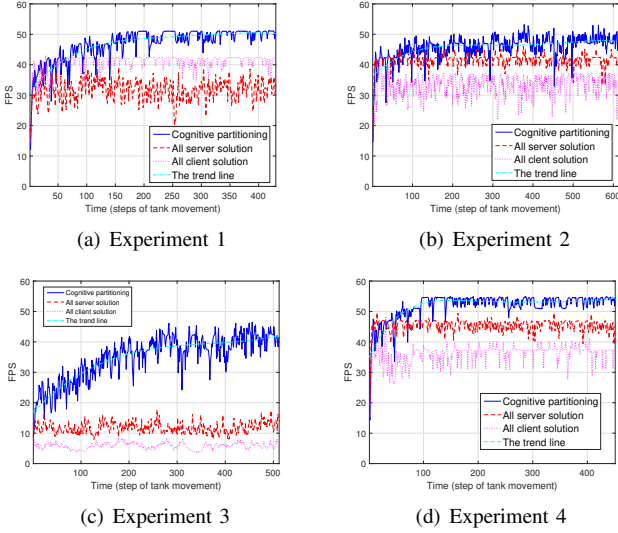 60
50
40
30
20
10
0
FPS
50 100 150 200 250 300 350 400
Time (steps of tank movement)
Cognitive partitioning
All server solution
All client solution
The trend line
(a) Experiment 1
60
50
40
30
20
10
0
FPS
100 200 300 400 500 600
Time (step of tank movement)
Cognitive partitioning
All server solution
All client solution
The trend line
(b) Experiment 2
60
50
40
30
20
10
0
FPS
100 200 300 400 500
Time (step of tank movement)
Cognitive partitioning
All server solution
All client solution
The trend line
(c) Experiment 3
60
50
40
30
20
10
0
FPS
100 200 300 400
Time (step of tank movement)
Cognitive partitioning
All server solution
All client solution
The trend line
(d) Experiment 4